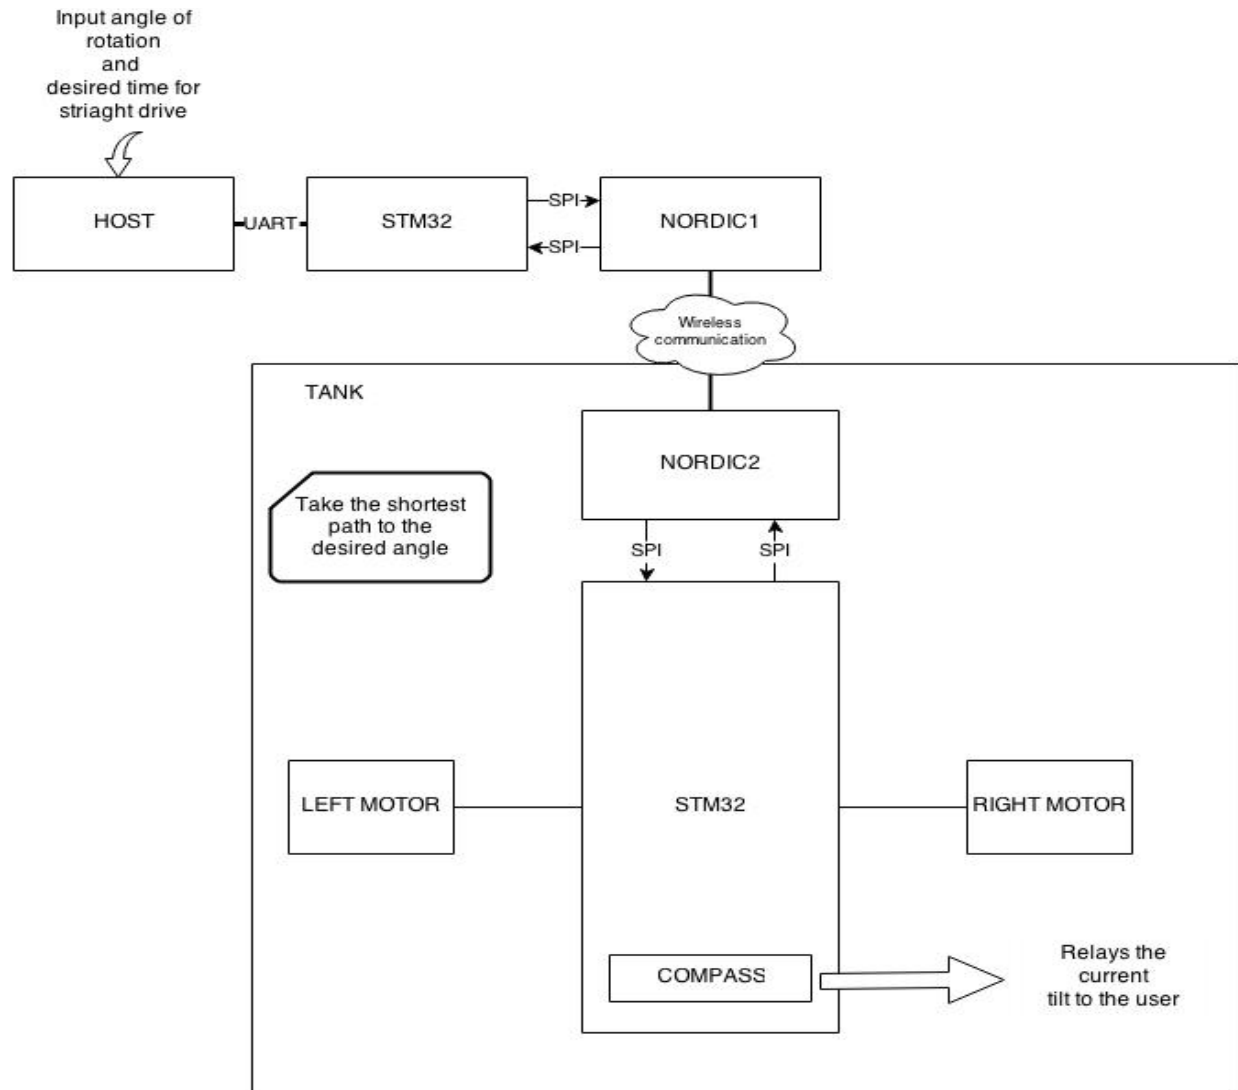 Input angle of
rotation
and
desired time for
striaght drive
HOST
UART
STM32
SPI
SPI
NORDIC1
Wireless
communication
TANK
NORDIC2
Take the shortest
path to the
desired angle
SPI
SPI
LEFT MOTOR
STM32
RIGHT MOTOR
COMPASS
Relays the
current
tilt to the user